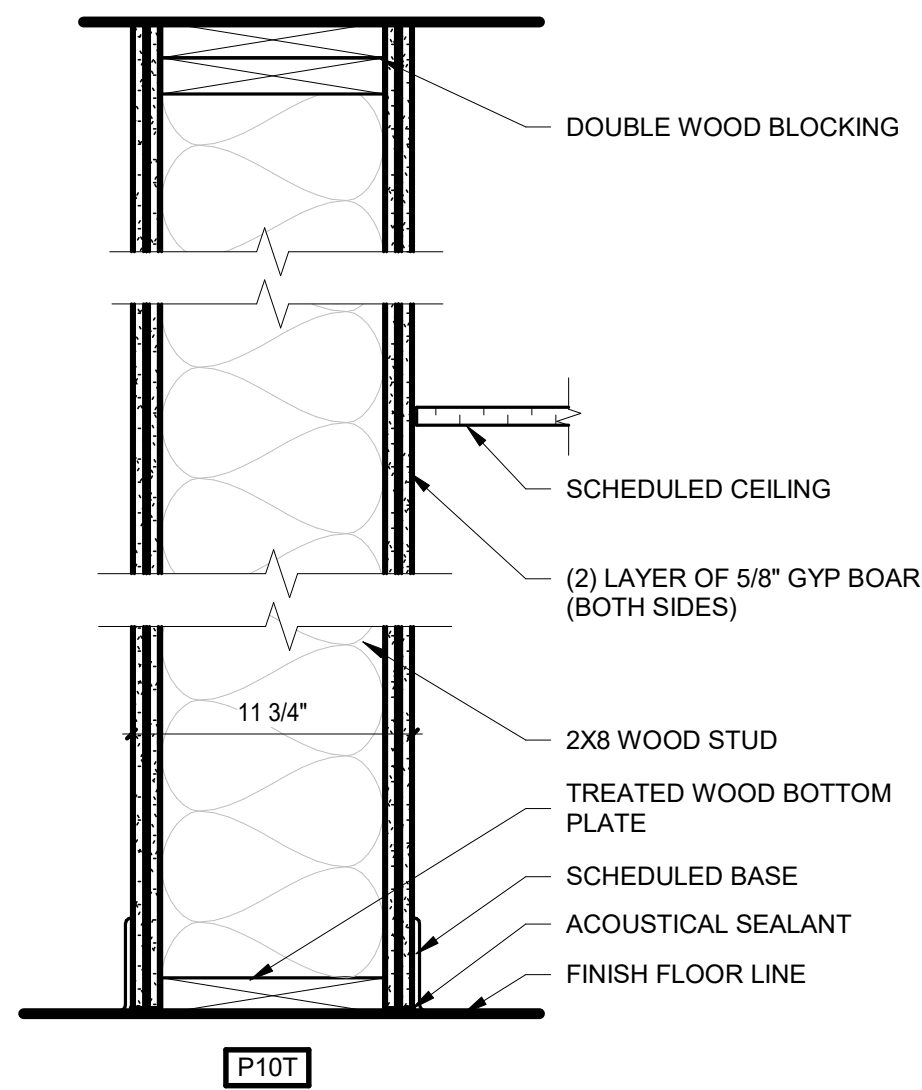 DOUBLE WOOD BLOCKING
SCHEDULED CEILING
(2) LAYER OF 5/8" GYP BOAR
(BOTH SIDES)
11 3/4"
2X8 WOOD STUD
TREATED WOOD BOTTOM
PLATE
SCHEDULED BASE
ACOUSTICAL SEALANT
FINISH FLOOR LINE
P10T